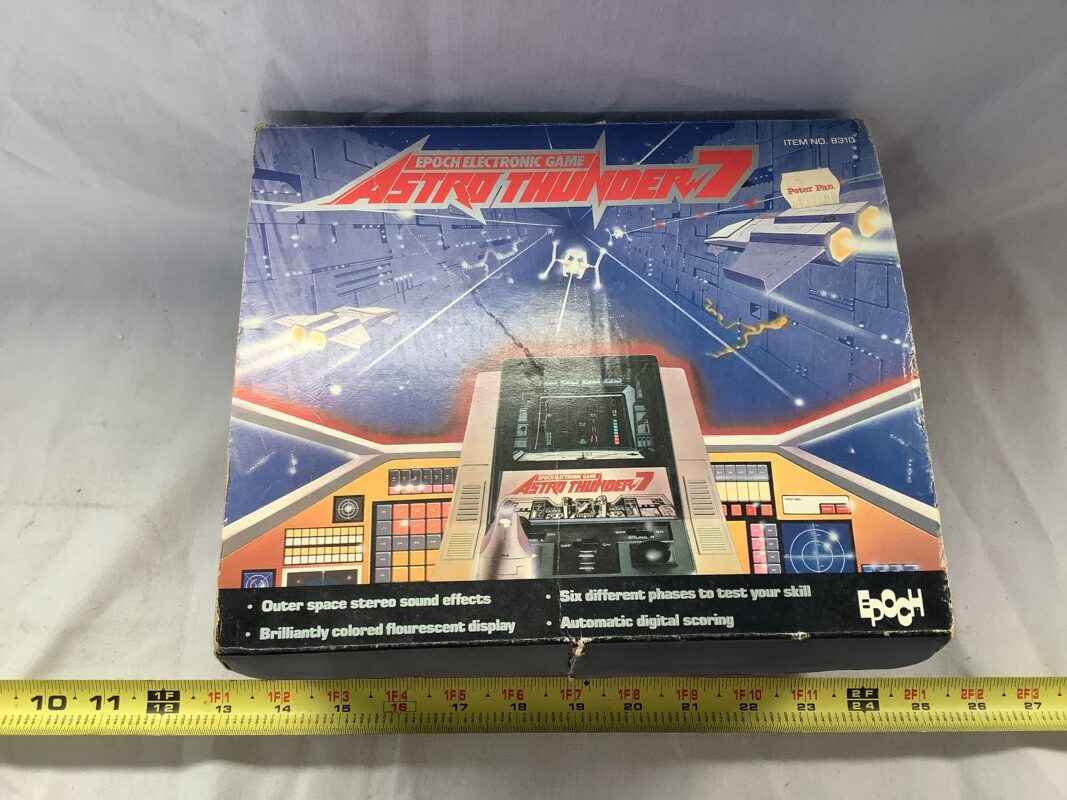 ITEM NO. 8310
EPOCH ELECTRONIC GAME
ASTRO THUNDER 7
Peter Pan
EPOCH ELECTRONIC GAME
ASTRO THUNDER 7
• Outer space stereo sound effects
• Brilliantly colored flourescent display
• Six different phases to test your skill
• Automatic digital scoring
EPOCH
1F 1F1 1F2 1F3 1F4 1F5 1F6 1F7 1F8 1F9 1F10 1F11 2F 2F1 2F2 2F3
10 11 12 13 14 15 16 17 18 19 20 21 22 23 24 25 26 27